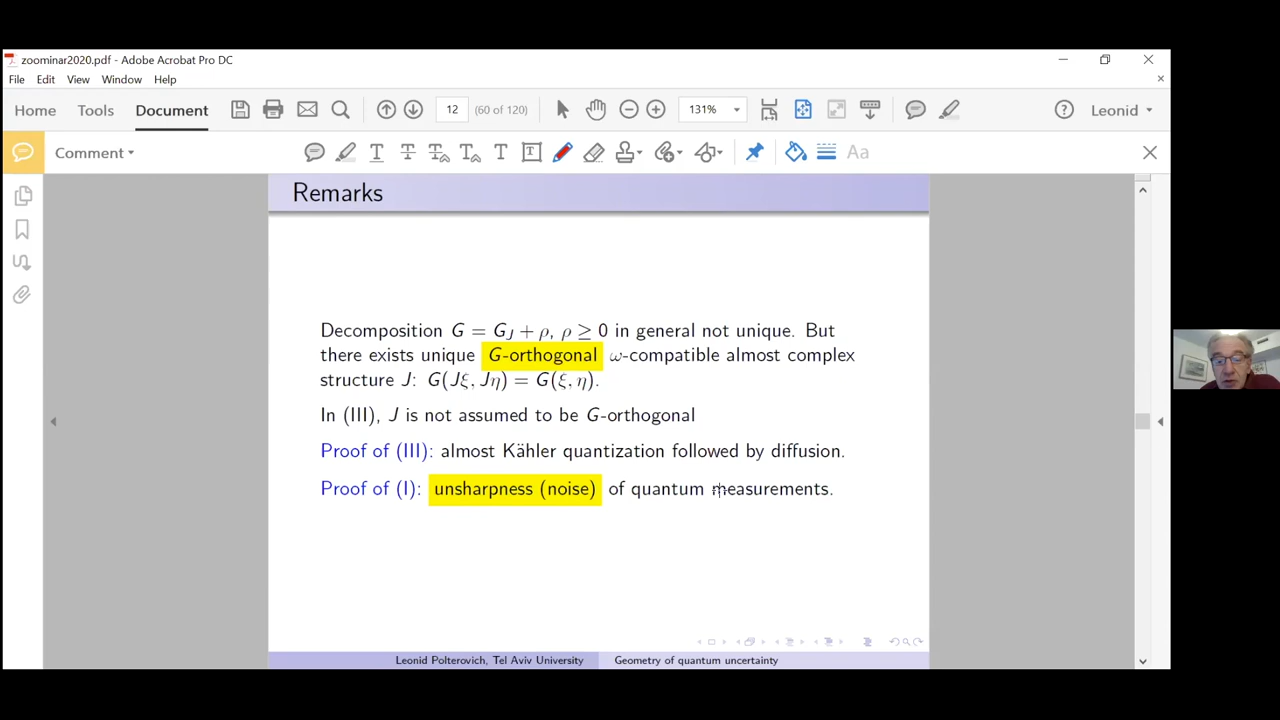 zoominar2020.pdf - Adobe Acrobat Pro DC
File Edit View Window Help
Home Tools Document 12 (60 of 120) 131% Leonid
Comment Aa
Remarks
Decomposition G = G_J + ρ, ρ ≥ 0 in general not unique. But
there exists unique G-orthogonal ω-compatible almost complex
structure J: G(Jξ, Jη) = G(ξ, η).
In (III), J is not assumed to be G-orthogonal
Proof of (III): almost Kähler quantization followed by diffusion.
Proof of (I): unsharpness (noise) of quantum measurements.
Leonid Polterovich, Tel Aviv University Geometry of quantum uncertainty